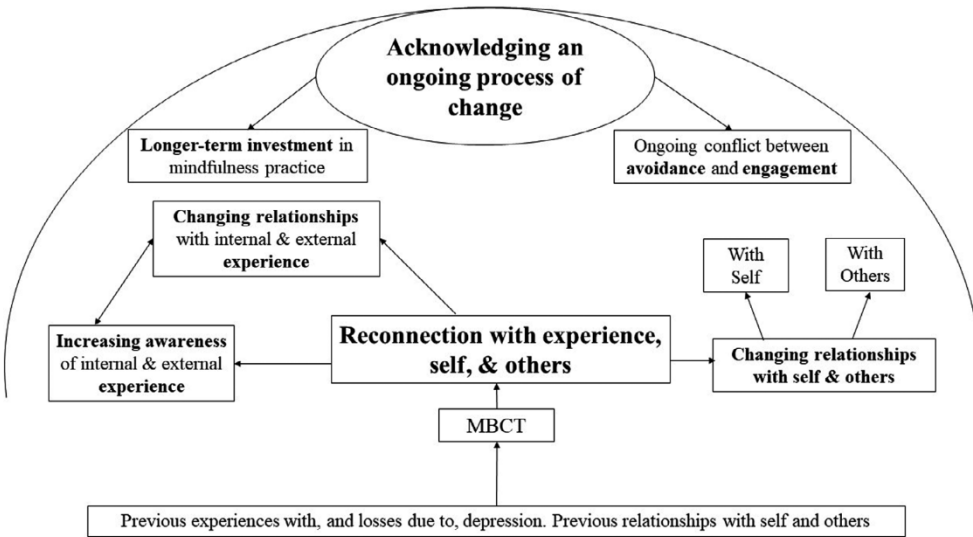 Acknowledging an
ongoing process of
change
Longer-term investment in
mindfulness practice
Ongoing conflict between
avoidance and engagement
Changing relationships
with internal & external
experience
With
Self
With
Others
Increasing awareness
of internal & external
experience
Reconnection with experience,
self, & others
Changing relationships
with self & others
MBCT
Previous experiences with, and losses due to, depression. Previous relationships with self and others